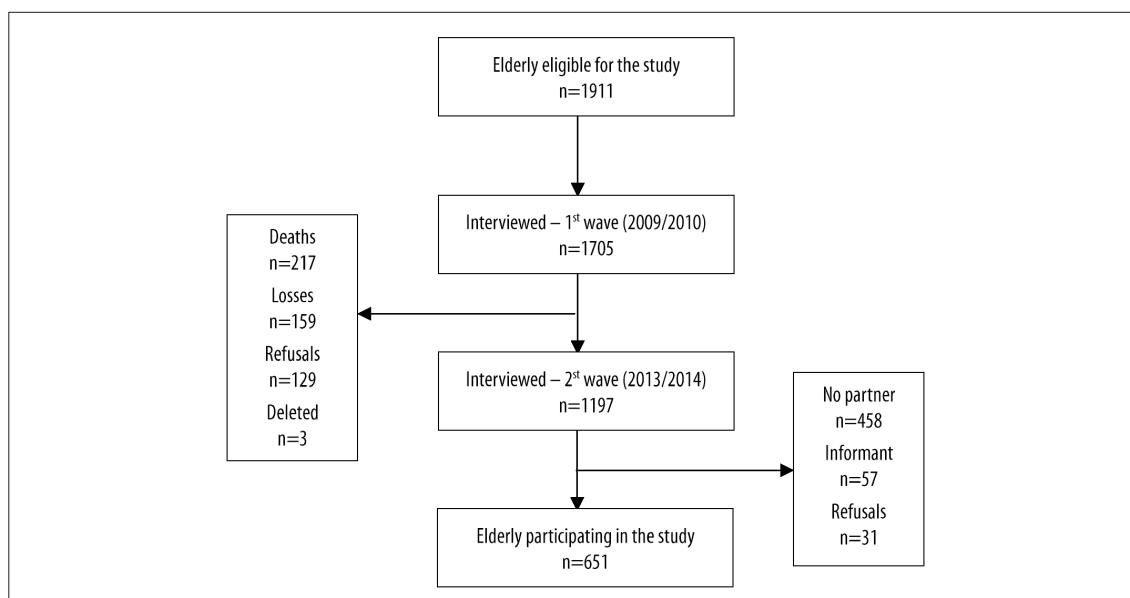 Elderly eligible for the study
n=1911
Interviewed – 1st wave (2009/2010)
n=1705
Deaths
n=217
Losses
n=159
Refusals
n=129
Deleted
n=3
Interviewed – 2st wave (2013/2014)
n=1197
No partner
n=458
Informant
n=57
Refusals
n=31
Elderly participating in the study
n=651